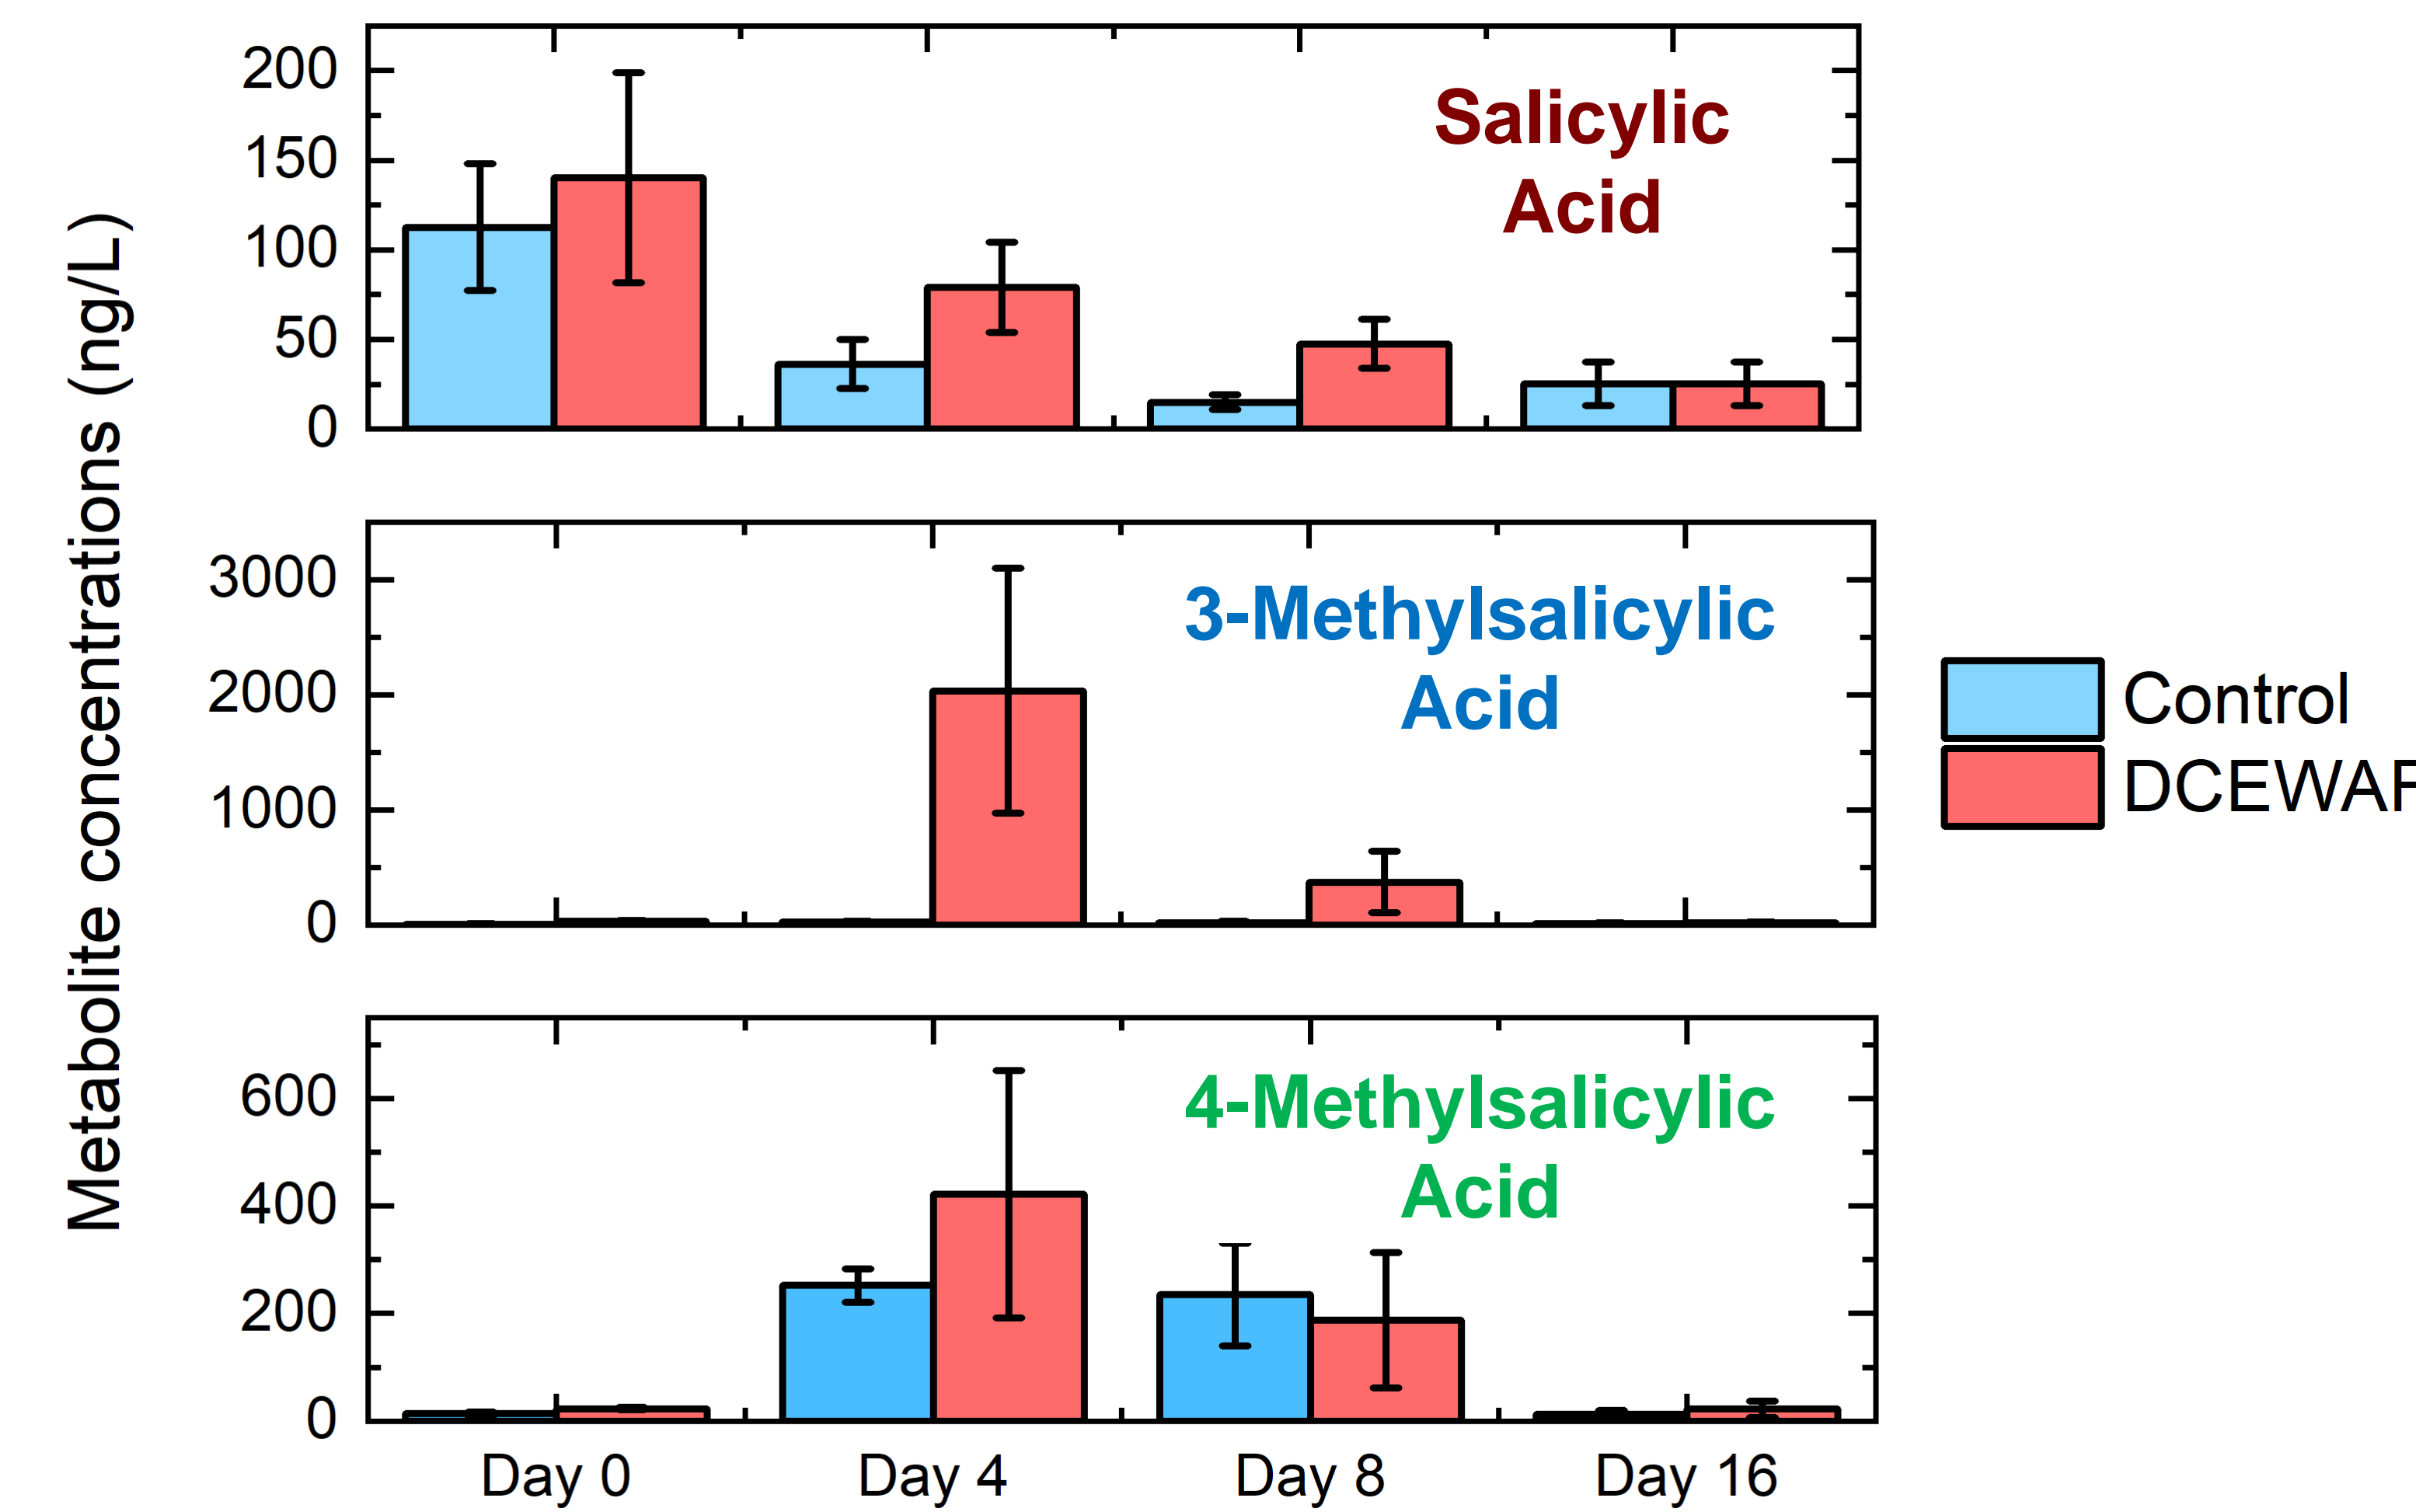 Metabolite concentrations (ng/L)
200
150
100
50
0
Salicylic
Acid
3000
2000
1000
0
3-Methylsalicylic
Acid
Control
DCEWAF
600
400
200
0
4-Methylsalicylic
Acid
Day 0
Day 4
Day 8
Day 16